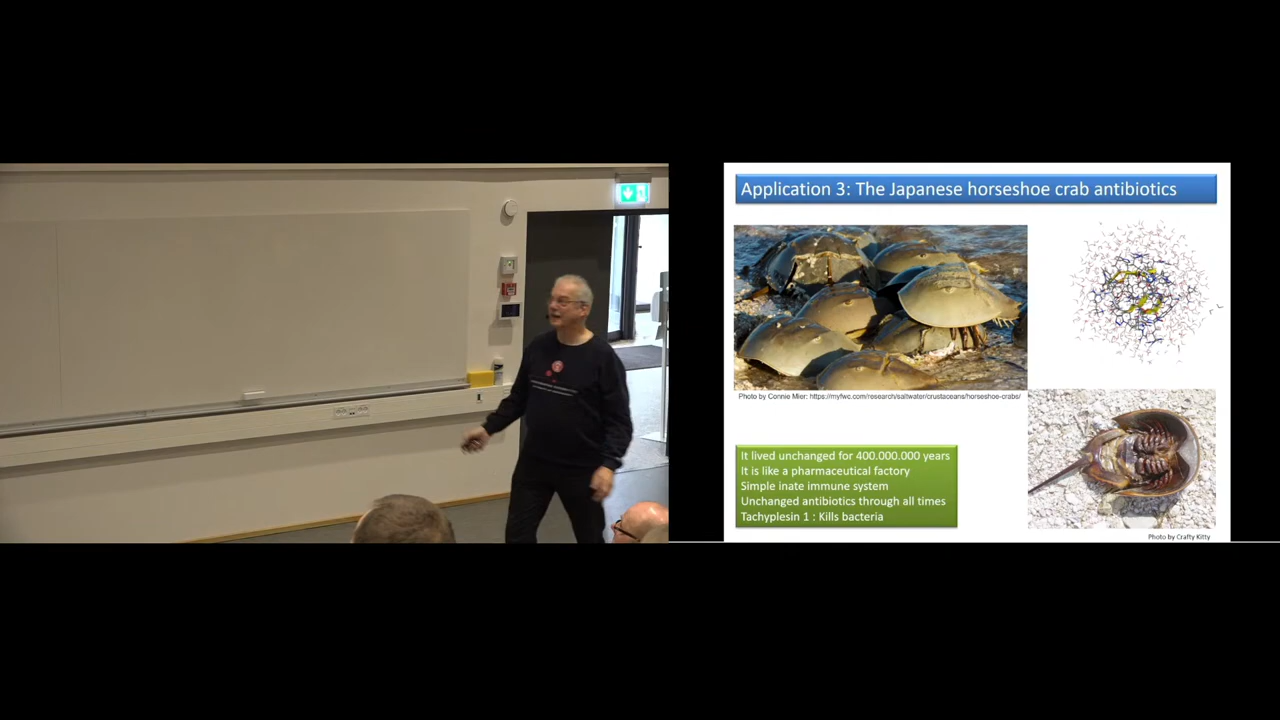 Application 3: The Japanese horseshoe crab antibiotics
Photo by Connie Mier: https://myfwc.com/research/saltwater/crustaceans/horseshoe-crabs/
It lived unchanged for 400.000.000 years
It is like a pharmaceutical factory
Simple inate immune system
Unchanged antibiotics through all times
Tachyplesin 1 : Kills bacteria
Photo by Crafty Kitty